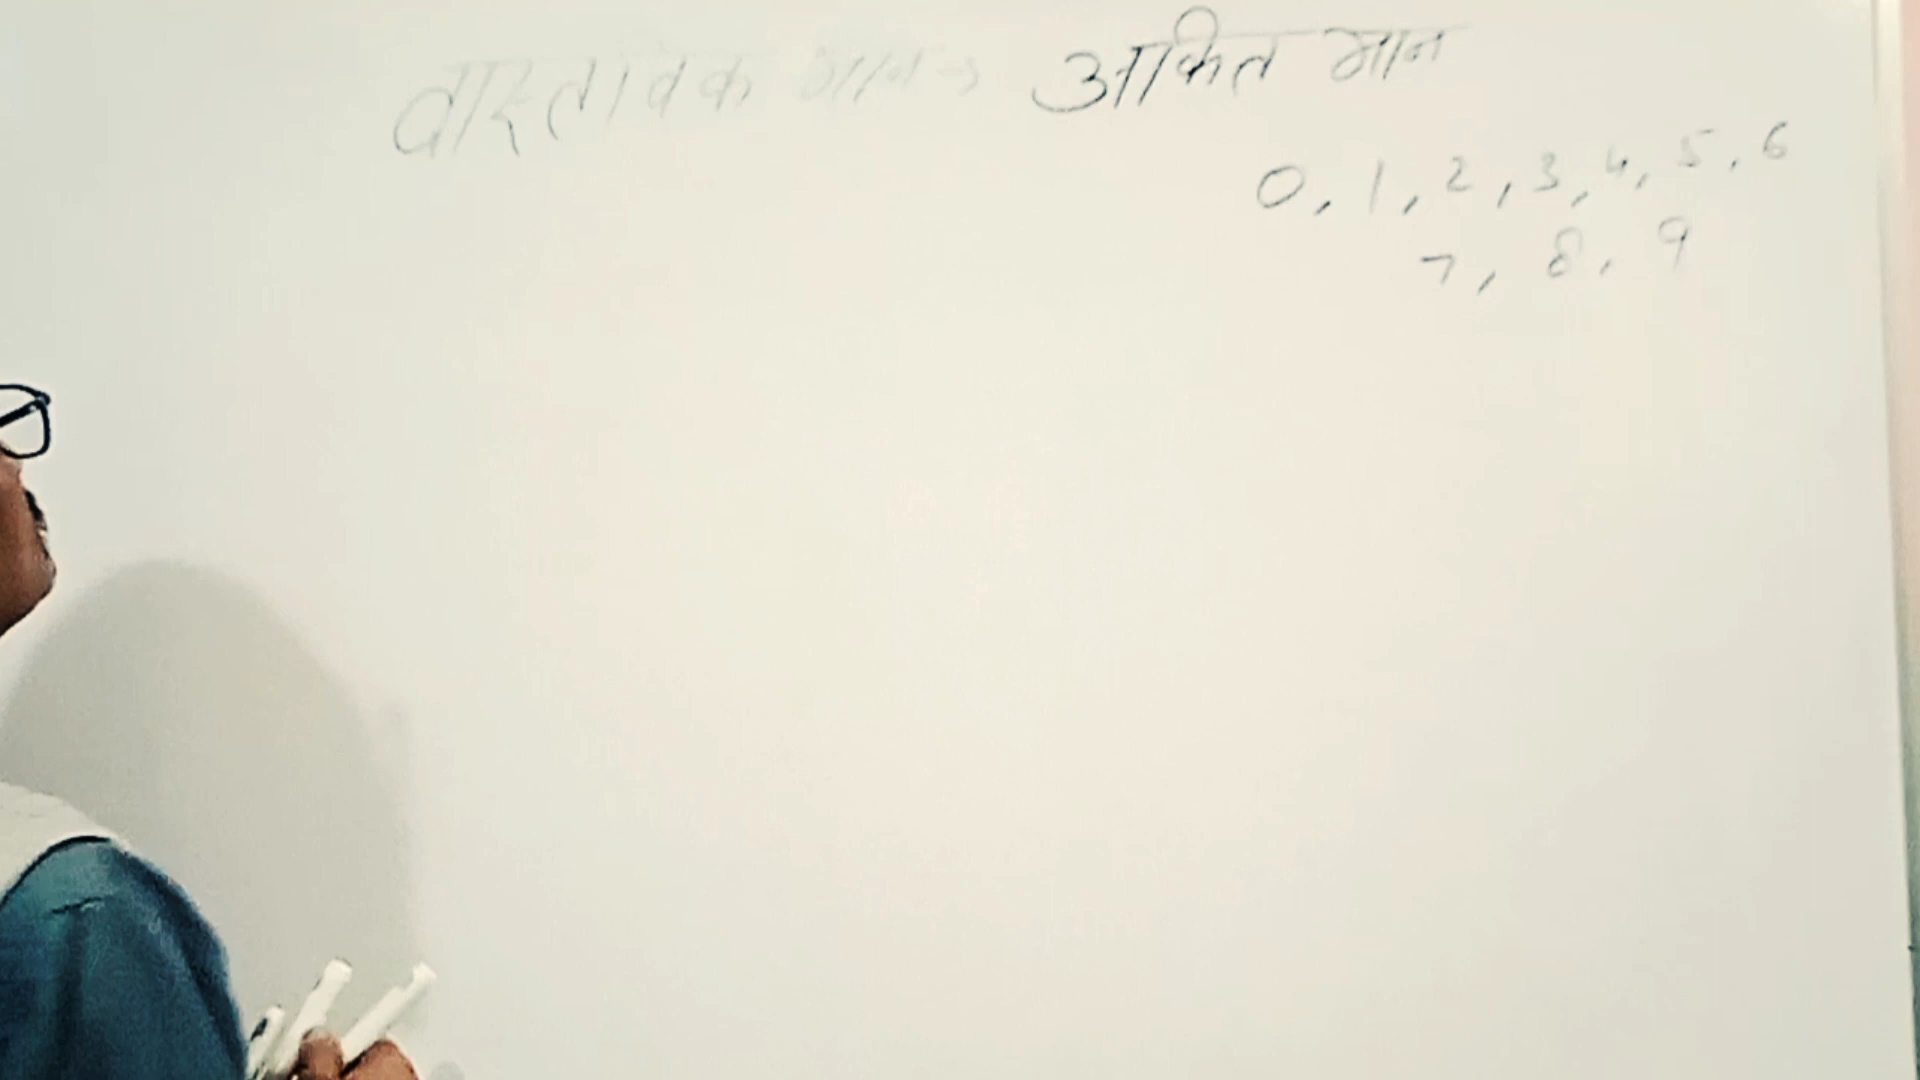 वास्तविक मान → आंकित मान
0, 1, 2, 3, 4, 5, 6
7, 8, 9